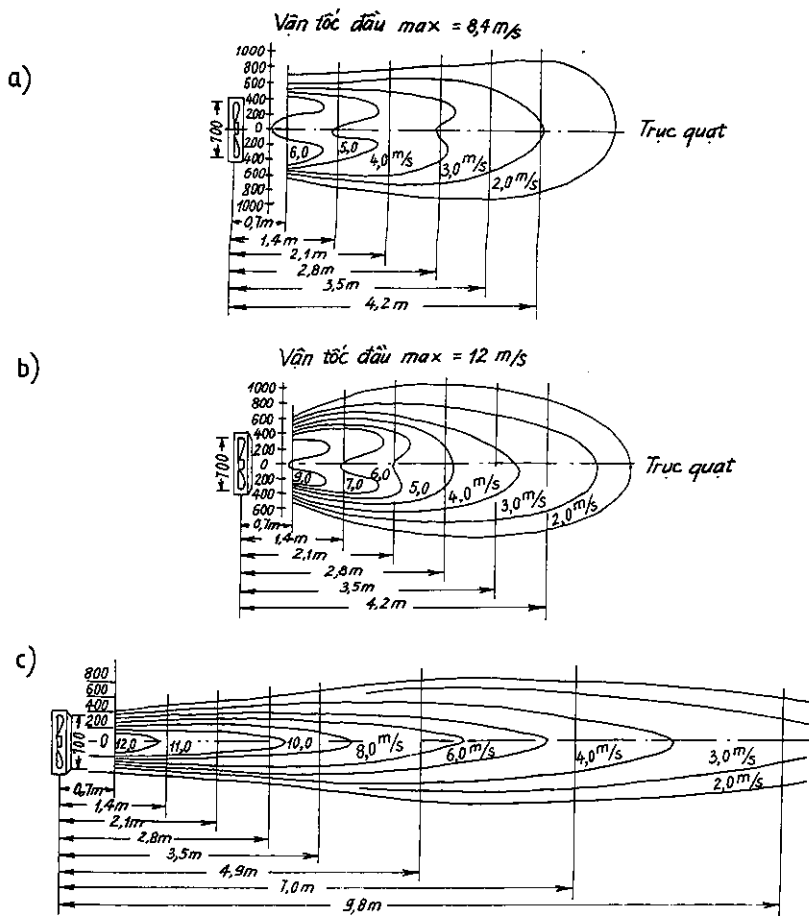 a)
Vận tốc đầu max = 8,4 m/s
1000
800
600
400
200
0
200
400
600
800
1000
700
6,0
5,0
4,0 m/s
3,0 m/s
2,0 m/s
Trục quạt
0,7m
1,4m
2,1m
2,8m
3,5m
4,2m
b)
Vận tốc đầu max = 12 m/s
1000
800
600
400
200
0
200
400
600
700
9,0
7,0
6,0
5,0
4,0 m/s
3,0 m/s
2,0 m/s
Trục quạt
0,7m
1,4m
2,1m
2,8m
3,5m
4,2m
c)
800
600
400
200
0
700
12,0
11,0
10,0
8,0 m/s
6,0 m/s
4,0 m/s
3,0 m/s
2,0 m/s
0,7m
1,4m
2,1m
2,8m
3,5m
4,9m
7,0m
9,8m